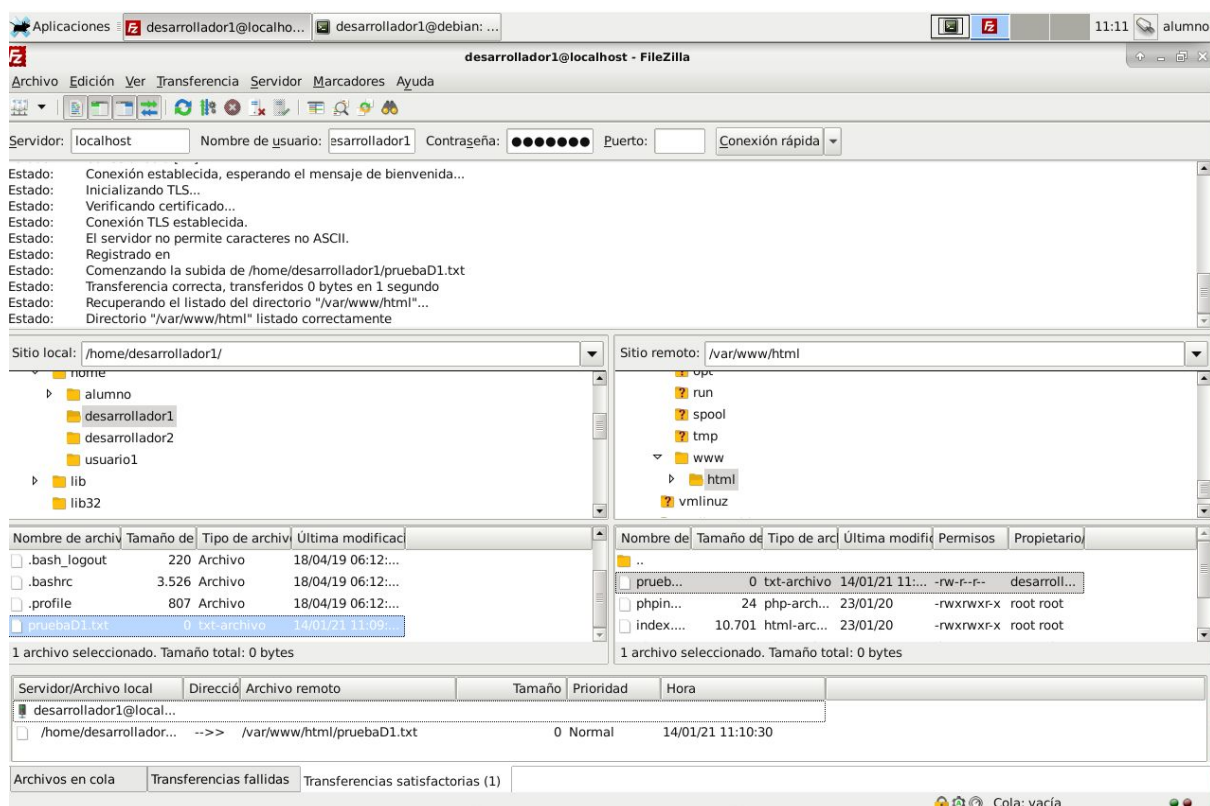 Aplicaciones desarrollador1@localho... desarrollador1@debian: ... 11:11 alumno
desarrollador1@localhost - FileZilla
Archivo Edición Ver Transferencia Servidor Marcadores Ayuda
Servidor: localhost Nombre de usuario: esarrollador1 Contraseña: ●●●●●●● Puerto: Conexión rápida
Estado: Conexión establecida, esperando el mensaje de bienvenida...
Estado: Inicializando TLS...
Estado: Verificando certificado...
Estado: Conexión TLS establecida.
Estado: El servidor no permite caracteres no ASCII.
Estado: Registrado en
Estado: Comenzando la subida de /home/desarrollador1/pruebaD1.txt
Estado: Transferencia correcta, transferidos 0 bytes en 1 segundo
Estado: Recuperando el listado del directorio "/var/www/html"...
Estado: Directorio "/var/www/html" listado correctamente
Sitio local: /home/desarrollador1/
home
alumno
desarrollador1
desarrollador2
usuario1
lib
lib32
Sitio remoto: /var/www/html
opt
run
spool
tmp
www
html
vmlinuz
Nombre de archiv Tamaño de Tipo de archiv Última modificaci
.bash_logout 220 Archivo 18/04/19 06:12:...
.bashrc 3.526 Archivo 18/04/19 06:12:...
.profile 807 Archivo 18/04/19 06:12:...
pruebaD1.txt 0 txt-archivo 14/01/21 11:09:...
1 archivo seleccionado. Tamaño total: 0 bytes
Nombre de Tamaño de Tipo de arcl Última modific Permisos Propietario/
..
prueb... 0 txt-archivo 14/01/21 11:... -rw-r--r-- desarroll...
phpin... 24 php-arch... 23/01/20 -rwxrwxr-x root root
index.... 10.701 html-arc... 23/01/20 -rwxrwxr-x root root
1 archivo seleccionado. Tamaño total: 0 bytes
Servidor/Archivo local Direcció Archivo remoto Tamaño Prioridad Hora
desarrollador1@local...
/home/desarrollador... -->> /var/www/html/pruebaD1.txt 0 Normal 14/01/21 11:10:30
Archivos en cola Transferencias fallidas Transferencias satisfactorias (1)
Cola: vacía